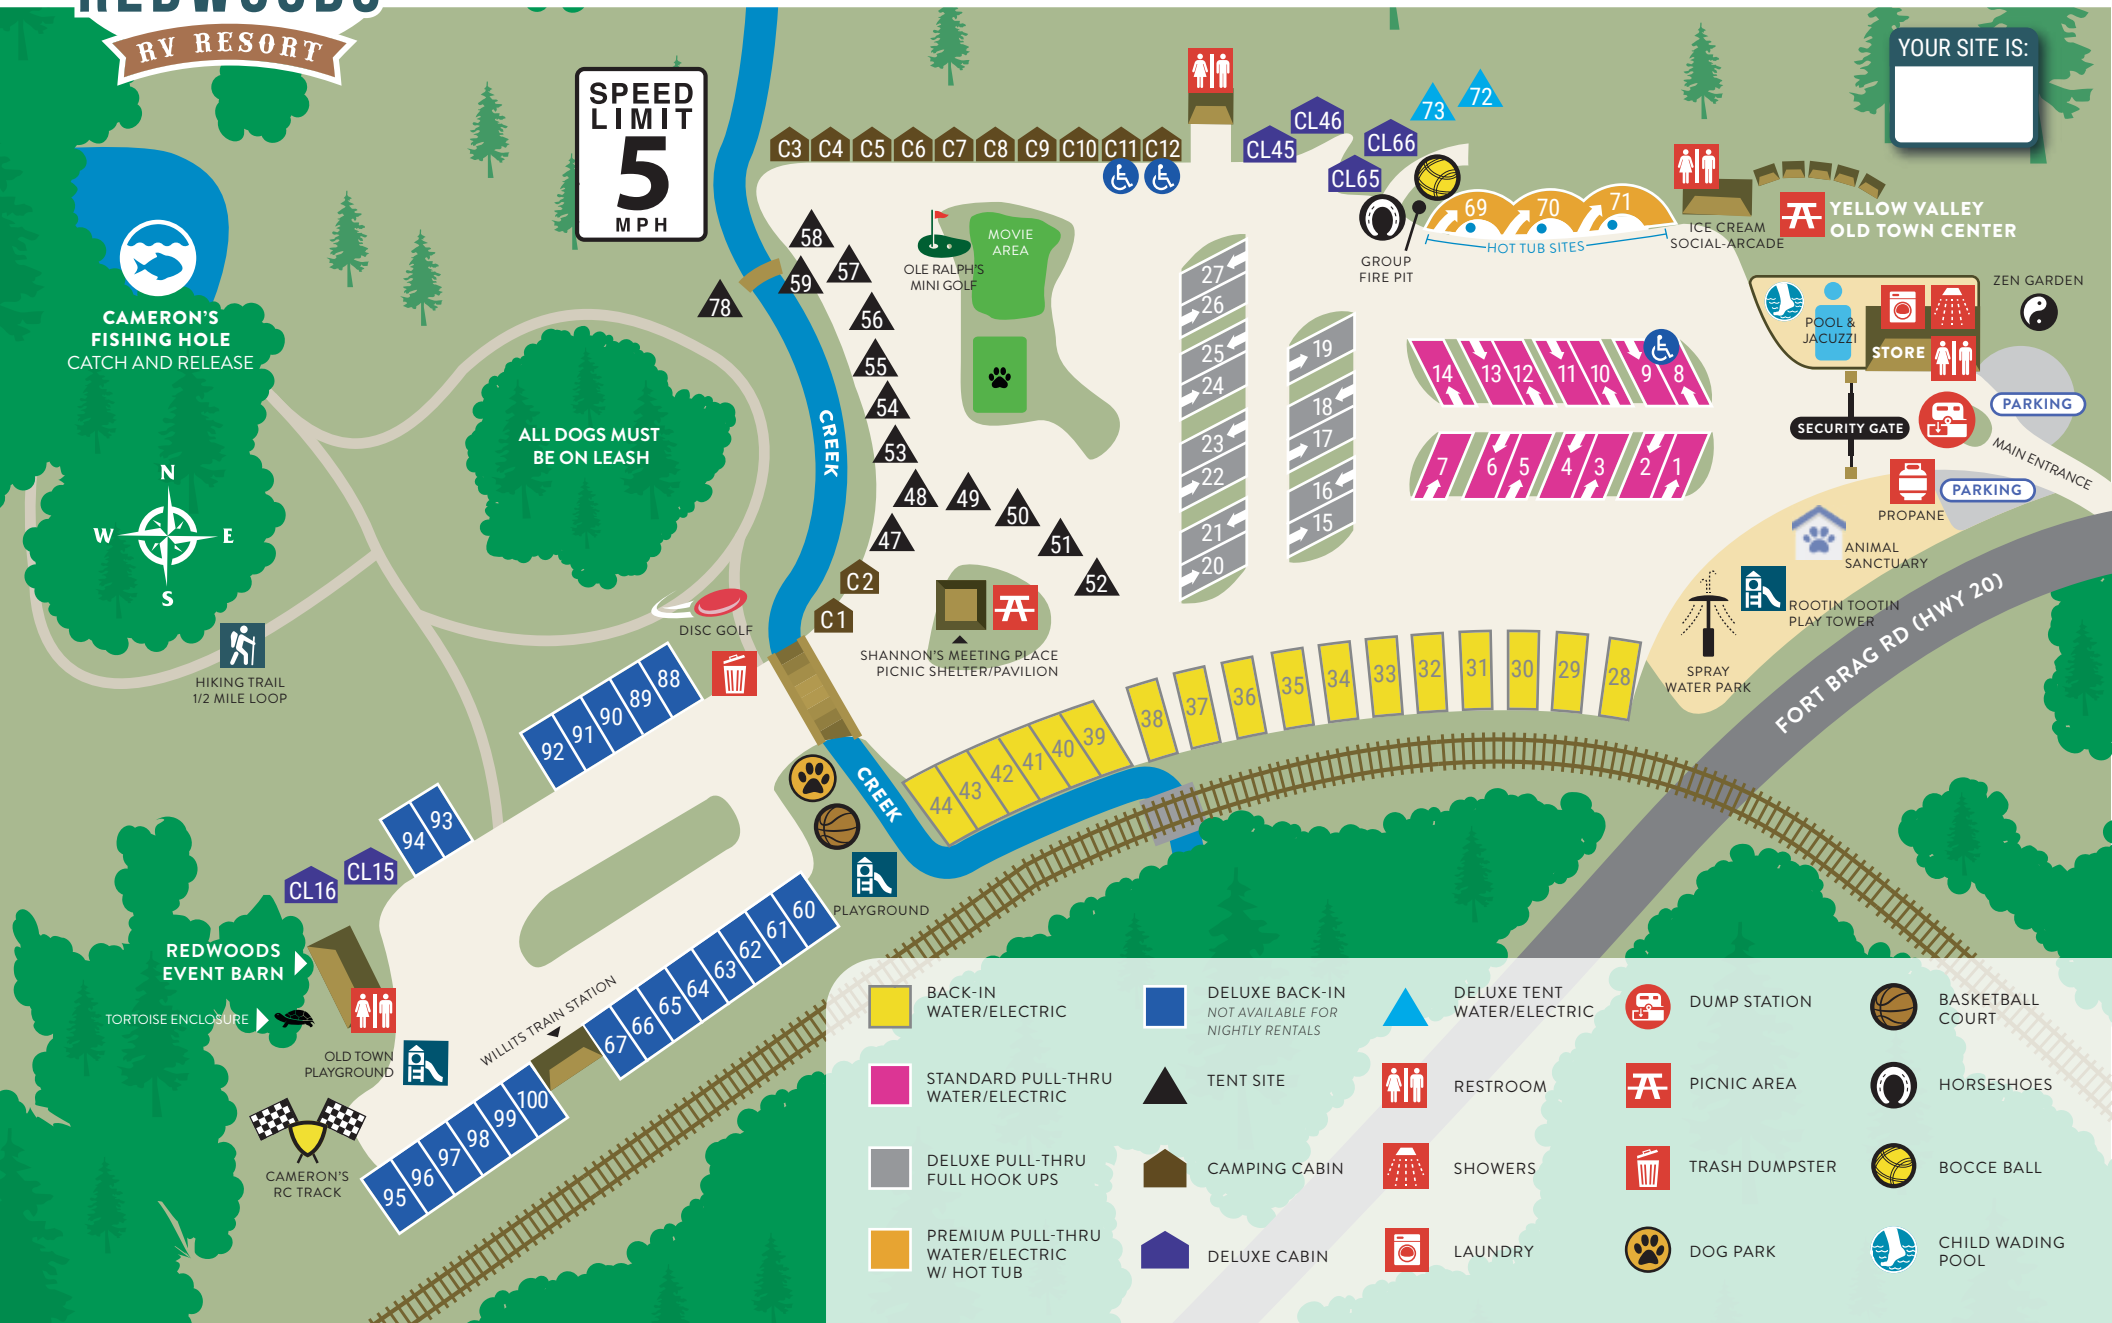 REDWOODS
RV RESORT
SPEED
LIMIT
5
MPH
YOUR SITE IS:
C3
C4
C5
C6
C7
C8
C9
C10
C11
C12
CL45
CL46
CL66
CL65
73
72
69
70
71
HOT TUB SITES
GROUP
FIRE PIT
ICE CREAM
SOCIAL-ARCADE
YELLOW VALLEY
OLD TOWN CENTER
ZEN GARDEN
POOL &
JACUZZI
STORE
PARKING
SECURITY GATE
MAIN ENTRANCE
PARKING
PROPANE
ANIMAL
SANCTUARY
ROOTIN TOOTIN
PLAY TOWER
SPRAY
WATER PARK
FORT BRAG RD (HWY 20)
CAMERON'S
FISHING HOLE
CATCH AND RELEASE
N
W
E
S
HIKING TRAIL
1/2 MILE LOOP
ALL DOGS MUST
BE ON LEASH
CREEK
DISC GOLF
OLE RALPH'S
MINI GOLF
MOVIE
AREA
58
57
59
78
56
55
54
53
48
49
50
47
51
52
C2
C1
SHANNON'S MEETING PLACE
PICNIC SHELTER/PAVILION
27
26
25
24
23
22
21
20
19
18
17
16
15
14
13
12
11
10
9
8
7
6
5
4
3
2
1
44
43
42
41
40
39
38
37
36
35
34
33
32
31
30
29
28
CREEK
PLAYGROUND
92
91
90
89
88
94
93
CL16
CL15
REDWOODS
EVENT BARN
TORTOISE ENCLOSURE
OLD TOWN
PLAYGROUND
CAMERON'S
RC TRACK
WILLITS TRAIN STATION
95
96
97
98
99
100
67
66
65
64
63
62
61
60
BACK-IN
WATER/ELECTRIC
STANDARD PULL-THRU
WATER/ELECTRIC
DELUXE PULL-THRU
FULL HOOK UPS
PREMIUM PULL-THRU
WATER/ELECTRIC
W/ HOT TUB
DELUXE BACK-IN
NOT AVAILABLE FOR
NIGHTLY RENTALS
TENT SITE
CAMPING CABIN
DELUXE CABIN
DELUXE TENT
WATER/ELECTRIC
RESTROOM
SHOWERS
LAUNDRY
DUMP STATION
PICNIC AREA
TRASH DUMPSTER
DOG PARK
BASKETBALL
COURT
HORSESHOES
BOCCE BALL
CHILD WADING
POOL